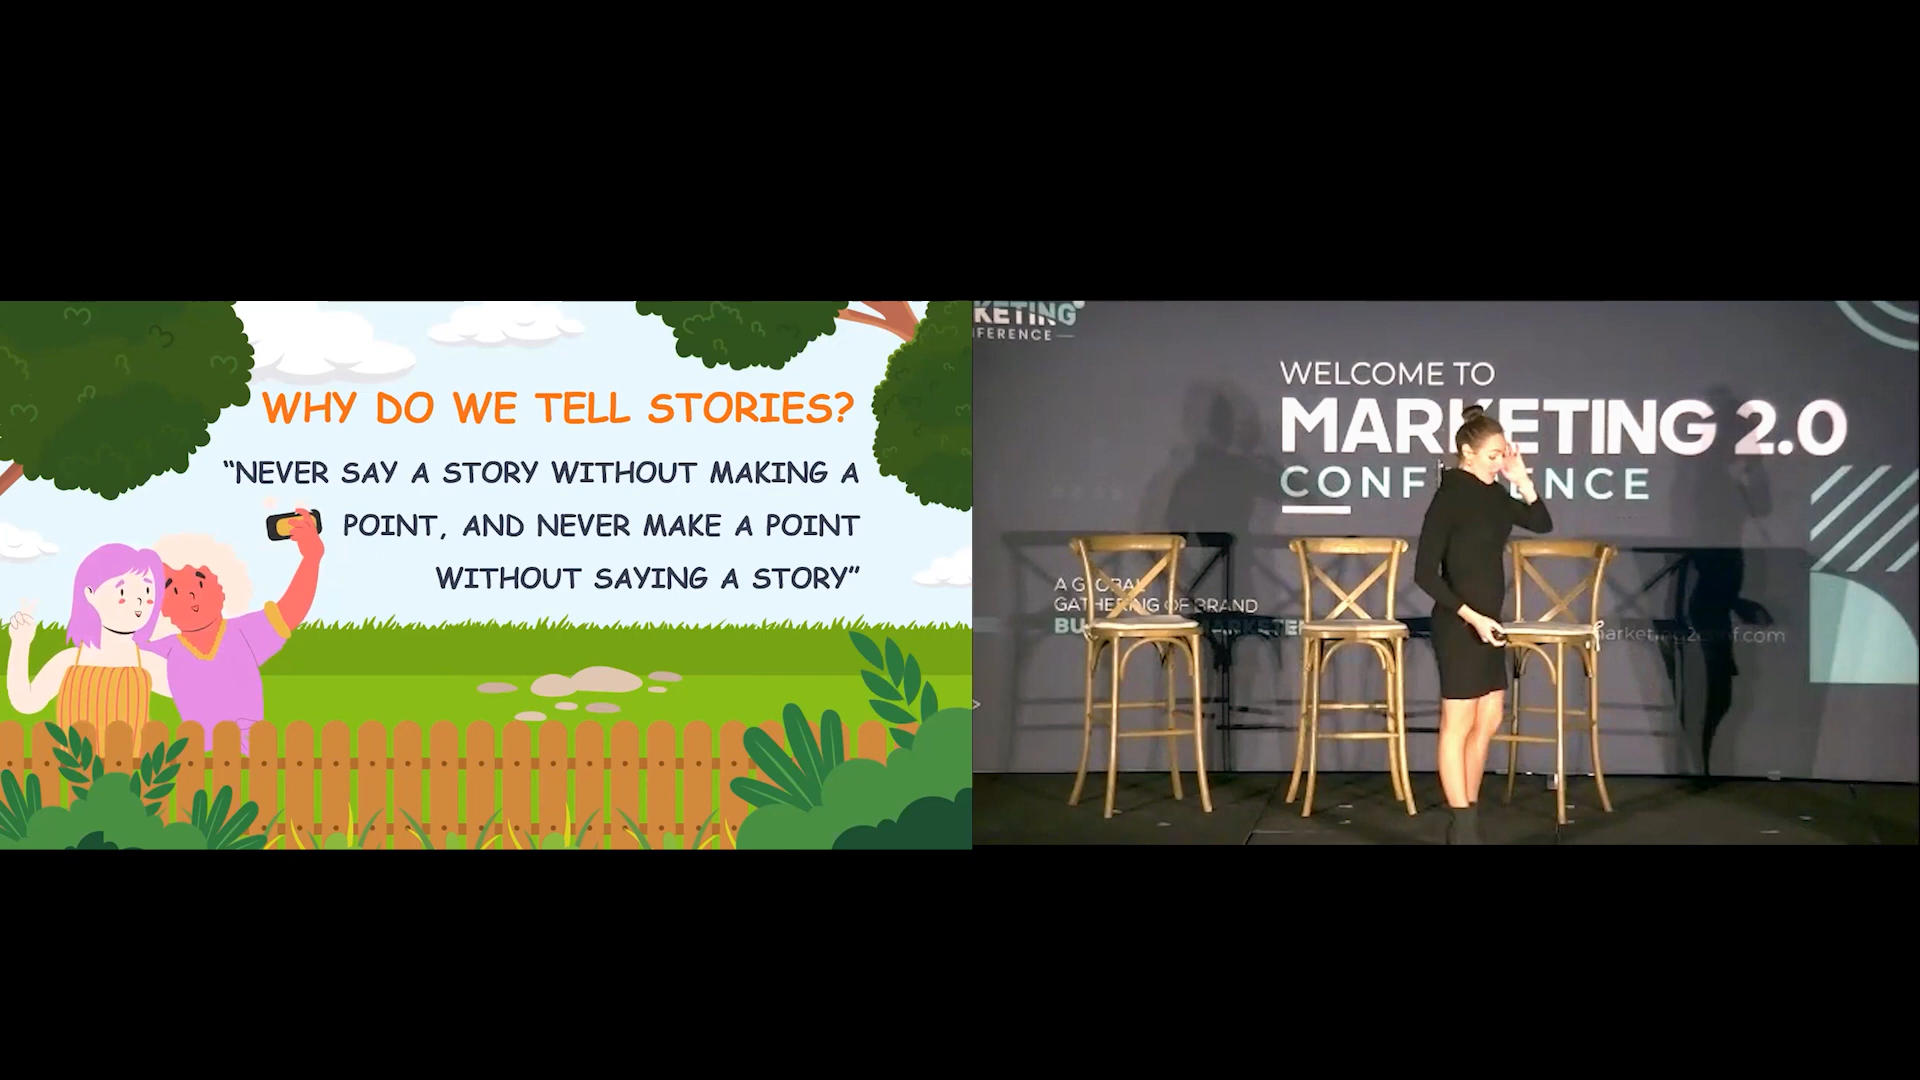 WHY DO WE TELL STORIES?
“NEVER SAY A STORY WITHOUT MAKING A
POINT, AND NEVER MAKE A POINT
WITHOUT SAYING A STORY”
WELCOME TO
MARKETING 2.0
CONFERENCE
A GLOBAL
GATHERING OF BRAND